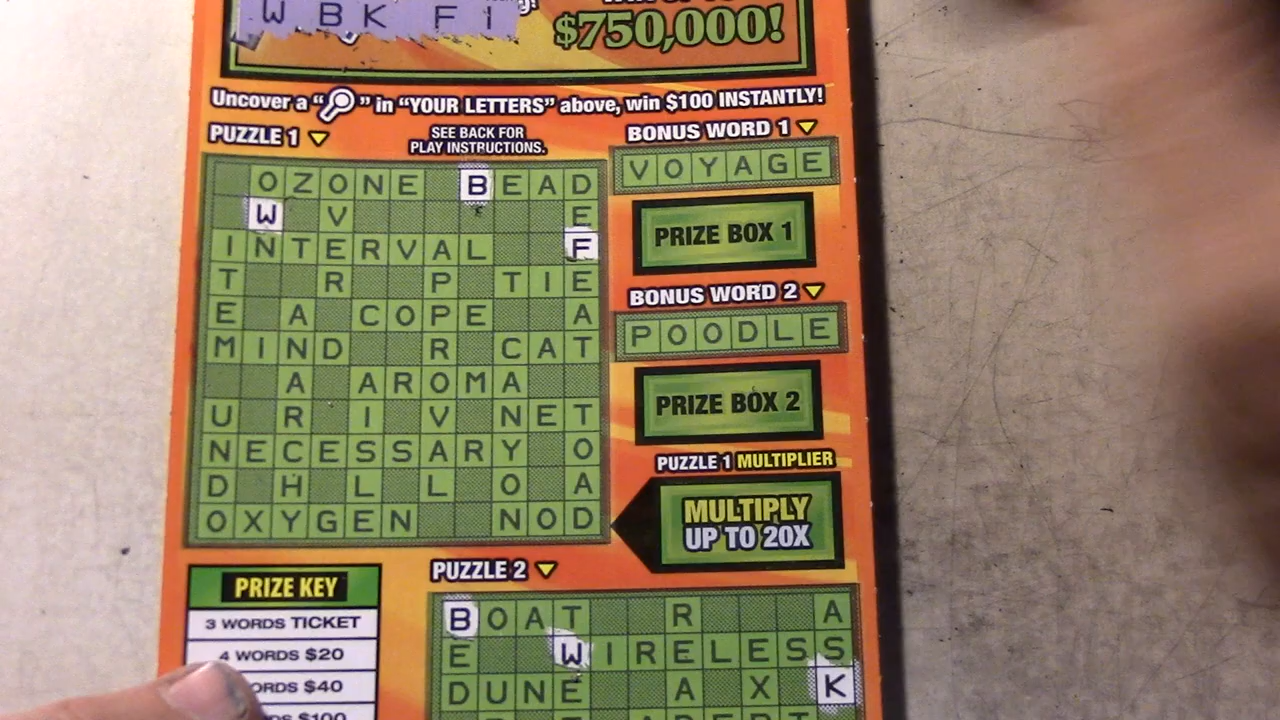 W B K F I
$750,000!
Uncover a " " in "YOUR LETTERS" above, win $100 INSTANTLY!
PUZZLE 1
SEE BACK FOR
PLAY INSTRUCTIONS.
OZONE BEAD
W V E
INTERVAL F
T R P TIE
E A COPE A
MIND R CAT
A AROMA
U R I V NET
NECESSARY O
D H L L O A
OXYGEN NOD
BONUS WORD 1
VOYAGE
PRIZE BOX 1
BONUS WORD 2
POODLE
PRIZE BOX 2
PUZZLE 1 MULTIPLIER
MULTIPLY
UP TO 20X
PRIZE KEY
3 WORDS TICKET
4 WORDS $20
WORDS $40
$100
PUZZLE 2
BOAT R A
E WIRELESS
DUNE A X K